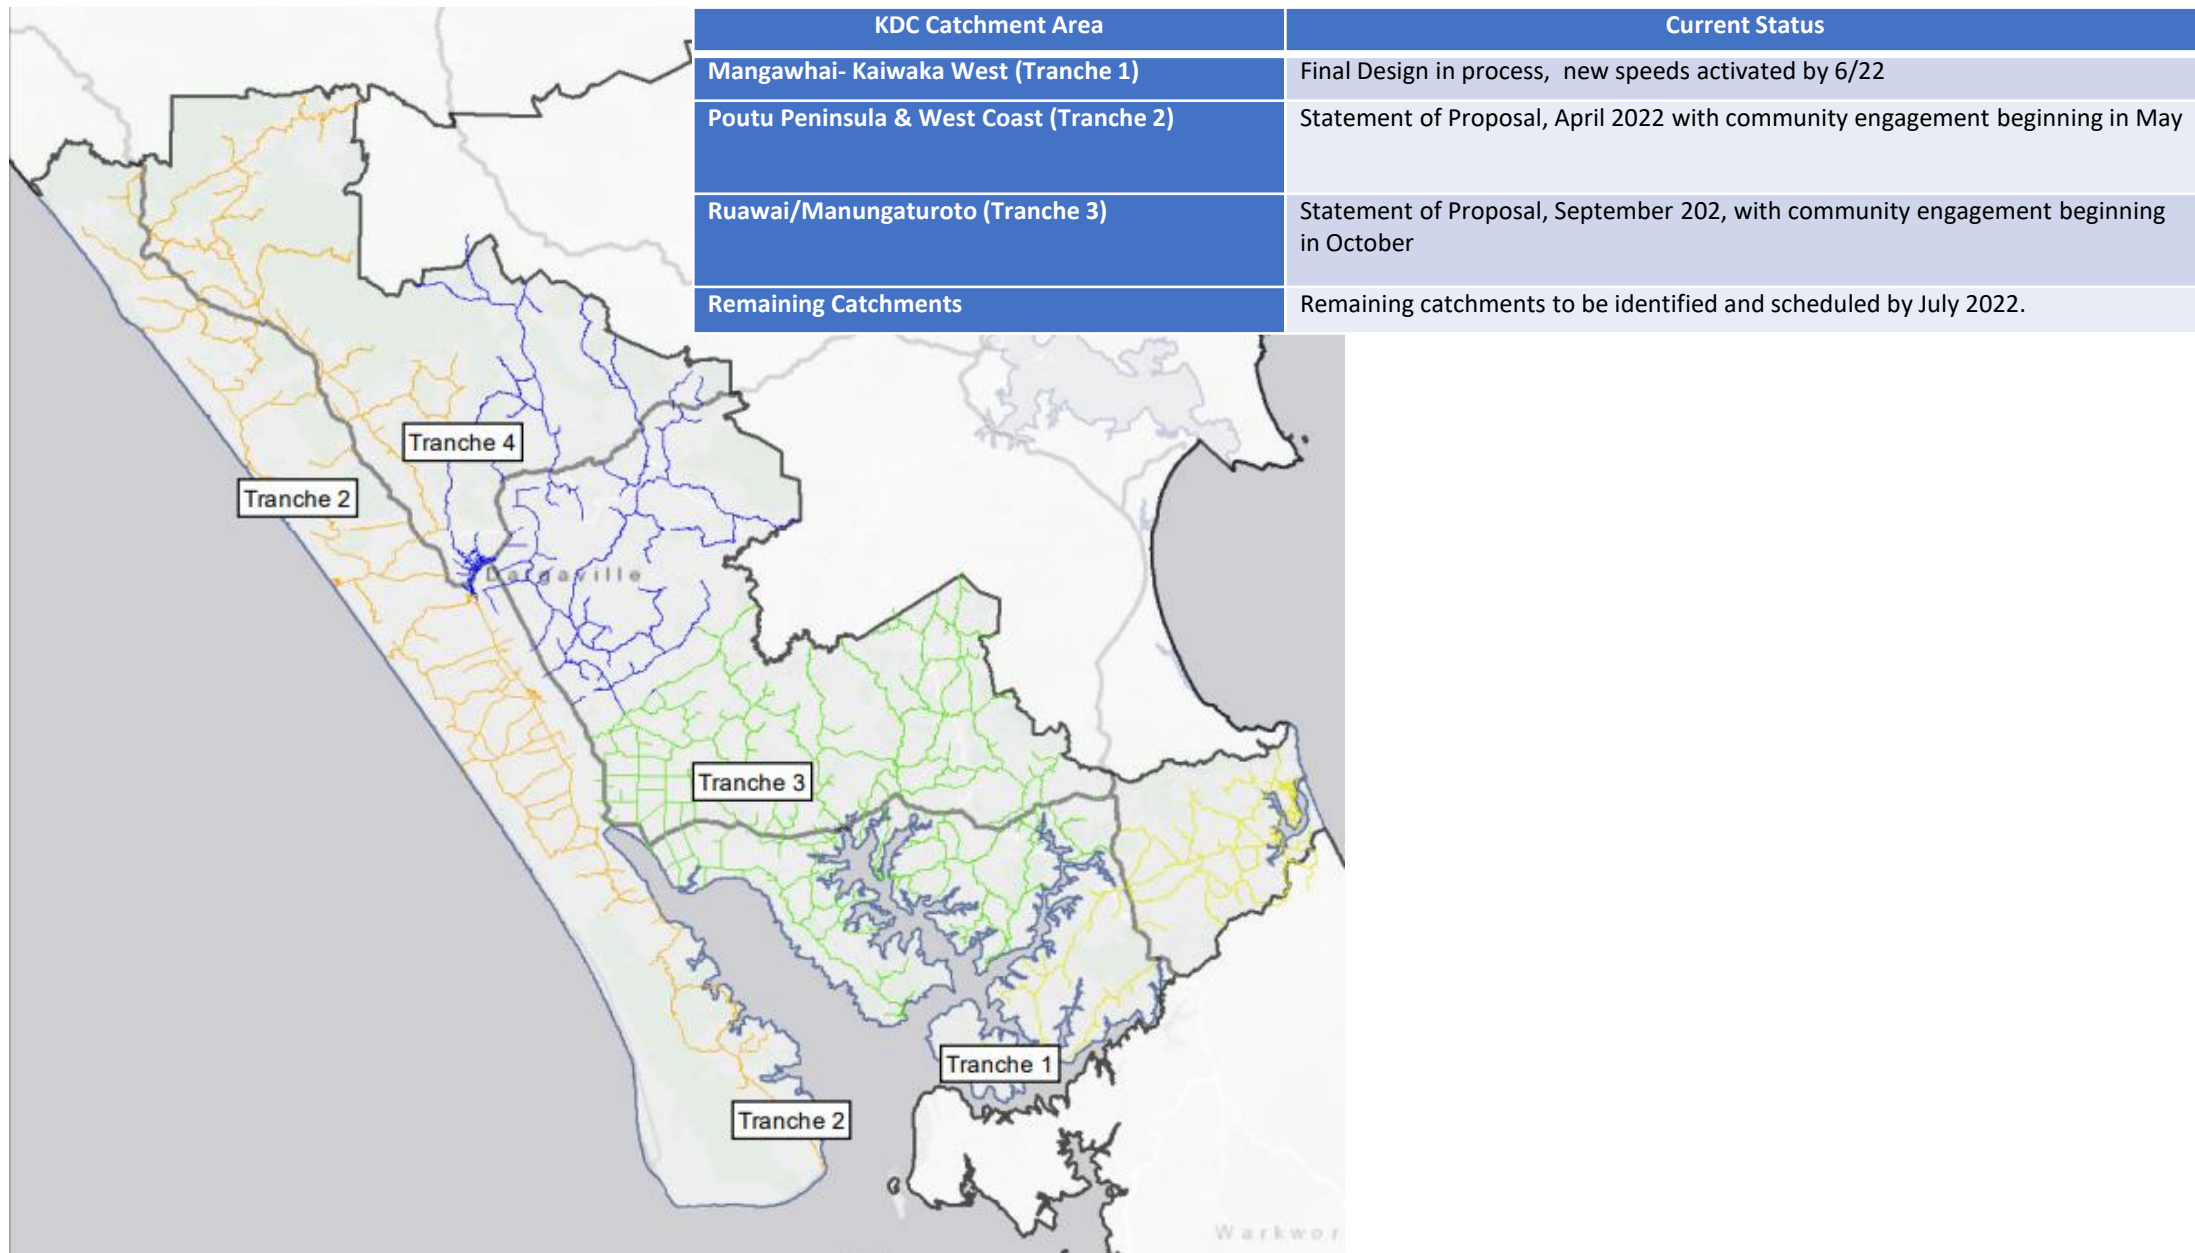 KDC Catchment Area
Current Status
Mangawhai- Kaiwaka West (Tranche 1)
Final Design in process, new speeds activated by 6/22
Poutu Peninsula & West Coast (Tranche 2)
Statement of Proposal, April 2022 with community engagement beginning in May
Ruawai/Manungaturoto (Tranche 3)
Statement of Proposal, September 202, with community engagement beginning
in October
Remaining Catchments
Remaining catchments to be identified and scheduled by July 2022.
Tranche 4
Tranche 2
Dargaville
Tranche 3
Tranche 1
Tranche 2
Warkwor